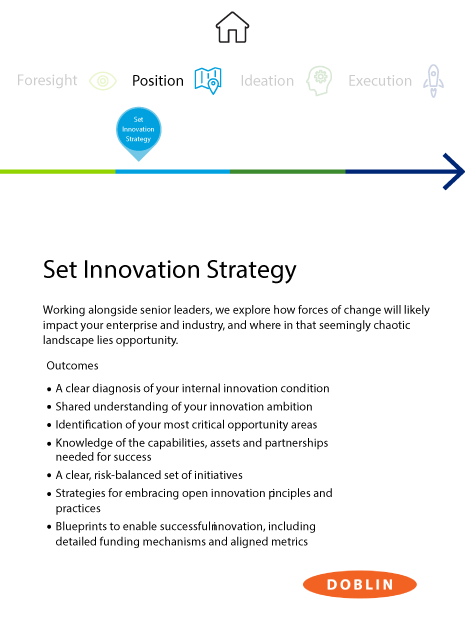 Foresight Position Ideation Execution
Set
Innovation
Strategy
Set Innovation Strategy
Working alongside senior leaders, we explore how forces of change will likely
impact your enterprise and industry, and where in that seemingly chaotic
landscape lies opportunity.
Outcomes
• A clear diagnosis of your internal innovation condition
• Shared understanding of your innovation ambition
• Identification of your most critical opportunity areas
• Knowledge of the capabilities, assets and partnerships
needed for success
• A clear, risk-balanced set of initiatives
• Strategies for embracing open innovation pinciples and
practices
• Blueprints to enable successfulinnovation, including
detailed funding mechanisms and aligned metrics
DOBLIN